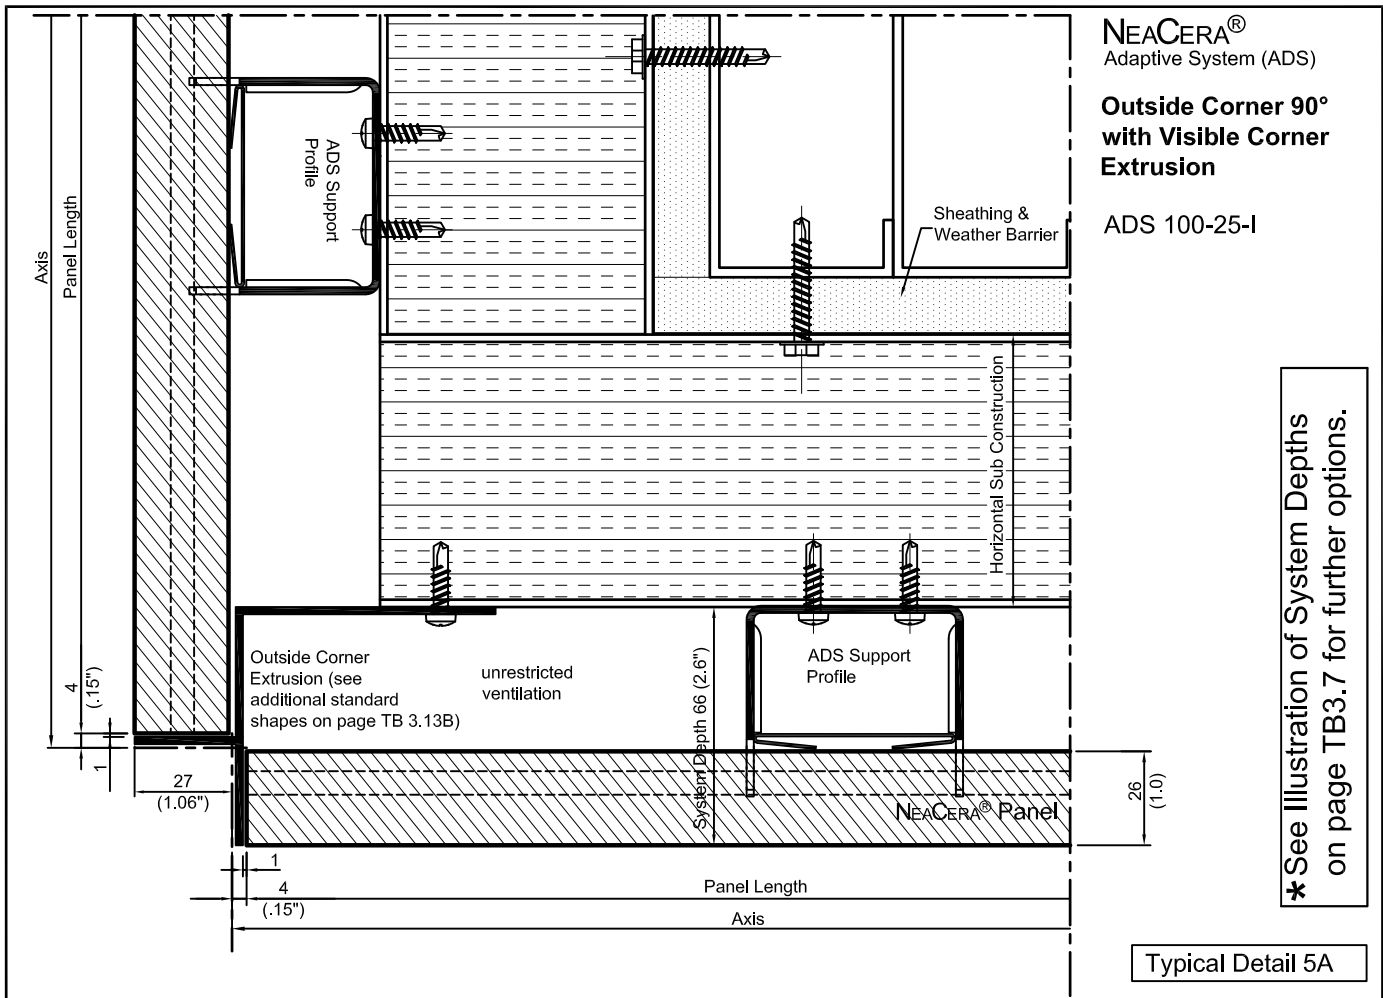 NEACERA®
Adaptive System (ADS)
Outside Corner 90°
with Visible Corner
Extrusion
ADS 100-25-I
Sheathing &
Weather Barrier
ADS Support
Profile
Axis
Panel Length
Horizontal Sub Construction
*See Illustration of System Depths
on page TB3.7 for further options.
Outside Corner
Extrusion (see
additional standard
shapes on page TB 3.13B)
unrestricted
ventilation
System Depth 66 (2.6")
ADS Support
Profile
4
(.15")
1
27
(1.06")
NEACERA® Panel
26
(1.0)
1
4
(.15")
Panel Length
Axis
Typical Detail 5A